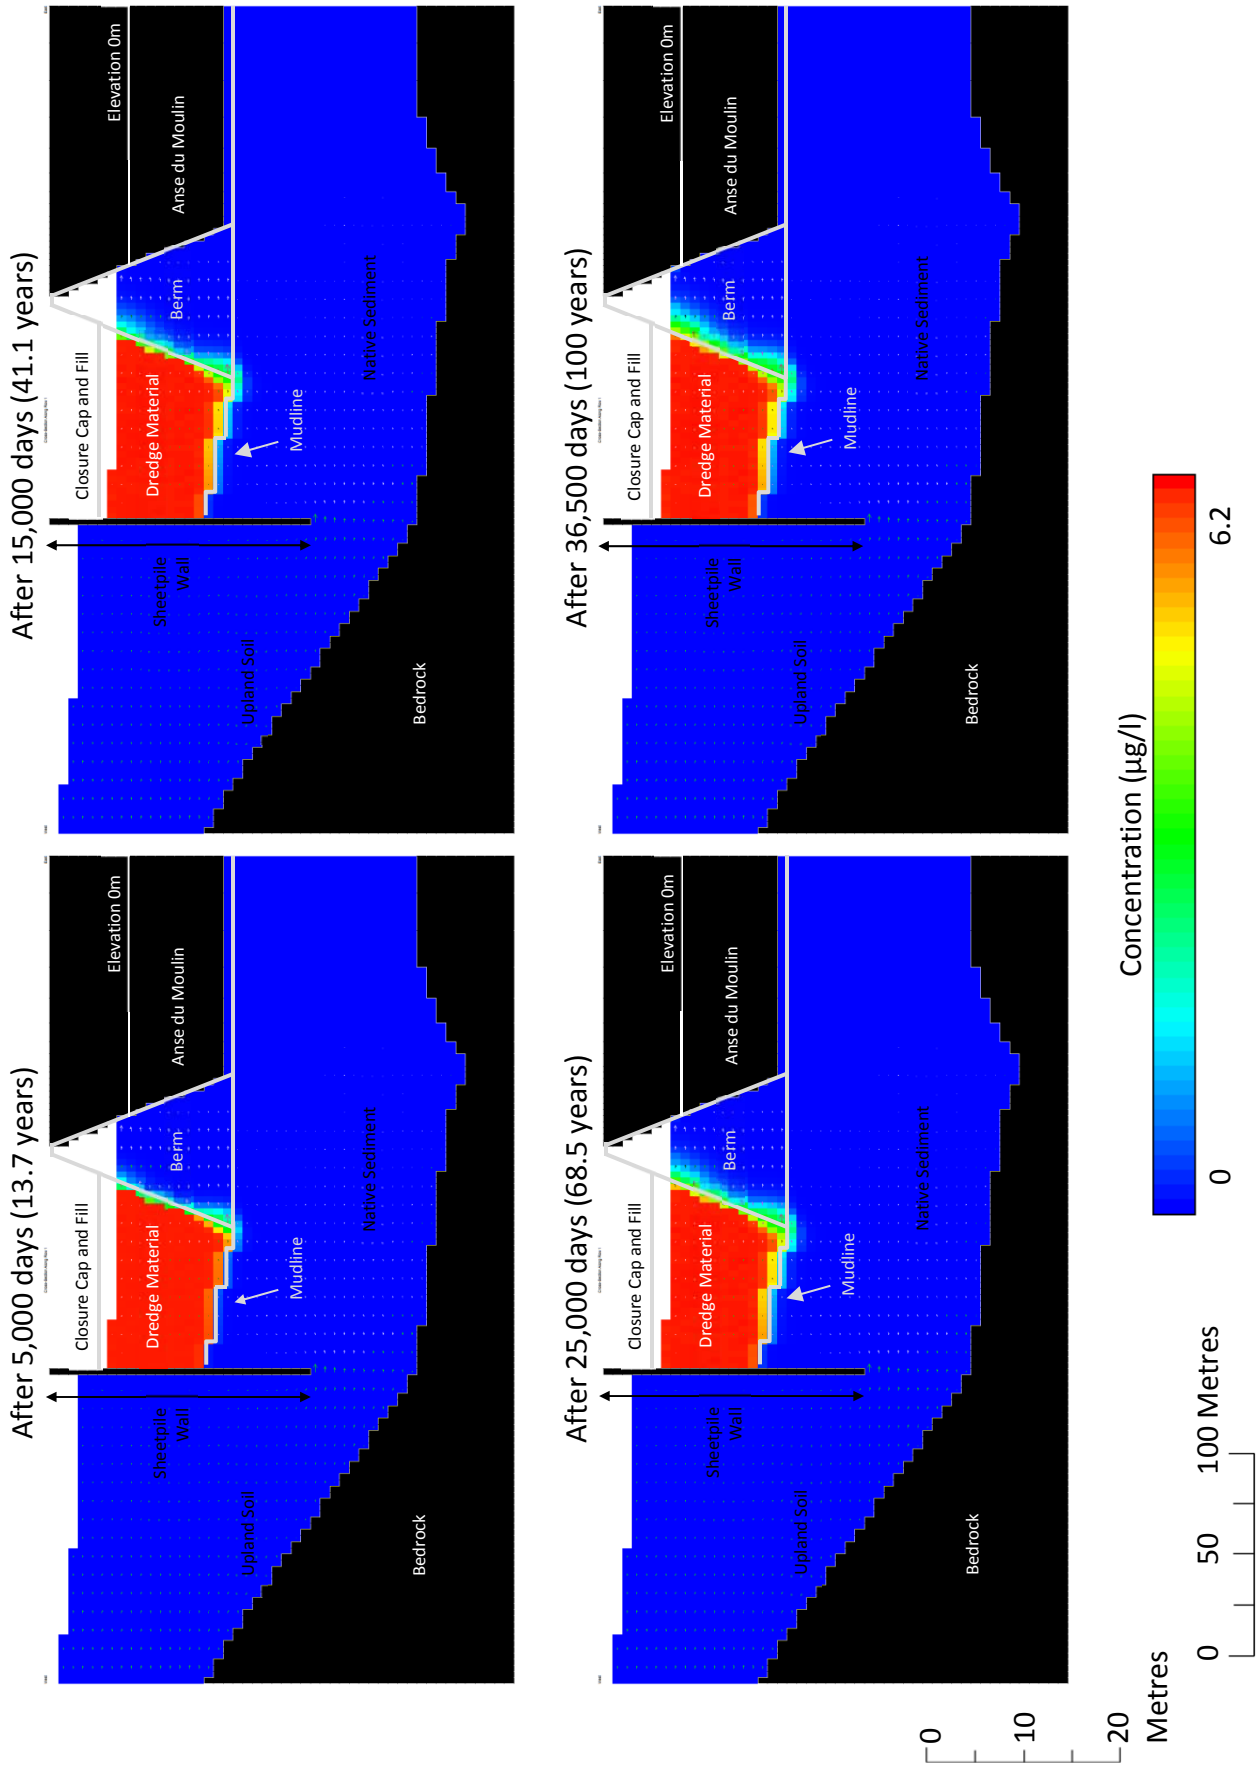 After 5,000 days (13.7 years)
Closure Cap and Fill
Elevation 0m
Dredge Material
Sheetpile
Wall
Berm
Anse du Moulin
Upland Soil
Mudline
Native Sediment
Bedrock
After 15,000 days (41.1 years)
Closure Cap and Fill
Elevation 0m
Dredge Material
Sheetpile
Wall
Berm
Anse du Moulin
Upland Soil
Mudline
Native Sediment
Bedrock
After 25,000 days (68.5 years)
Closure Cap and Fill
Elevation 0m
Dredge Material
Sheetpile
Wall
Berm
Anse du Moulin
Upland Soil
Mudline
Native Sediment
Bedrock
After 36,500 days (100 years)
Closure Cap and Fill
Elevation 0m
Dredge Material
Sheetpile
Wall
Berm
Anse du Moulin
Upland Soil
Mudline
Native Sediment
Bedrock
0
10
20
Metres
0 50 100 Metres
Concentration (µg/l)
0 6.2